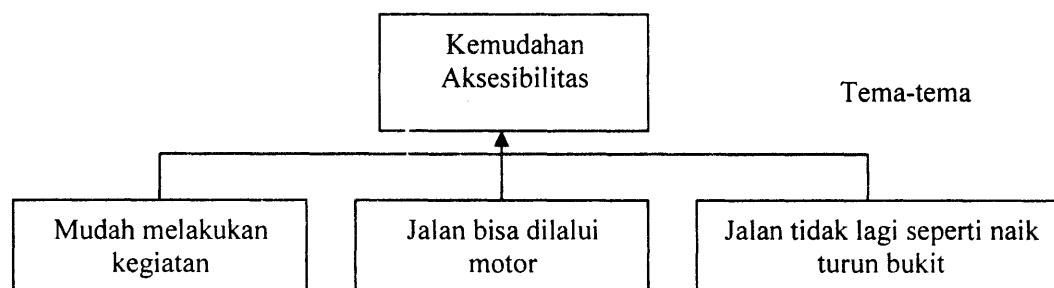 Kemudahan
Aksesibilitas
Tema-tema
Mudah melakukan
kegiatan
Jalan bisa dilalui
motor
Jalan tidak lagi seperti naik
turun bukit